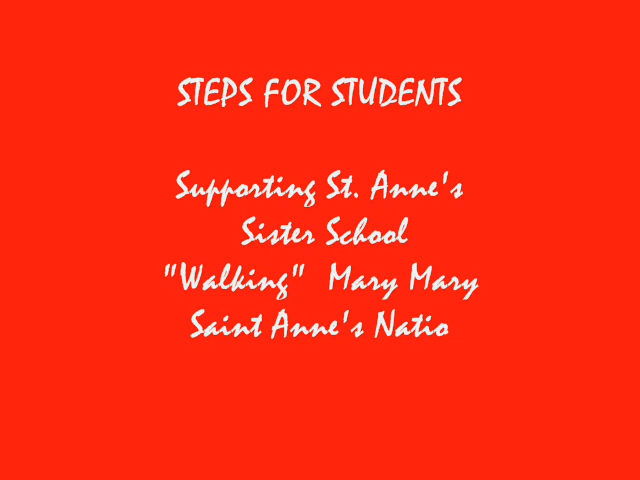 STEPS FOR STUDENTS
Supporting St. Anne's
Sister School
"Walking" Mary Mary
Saint Anne's Natio